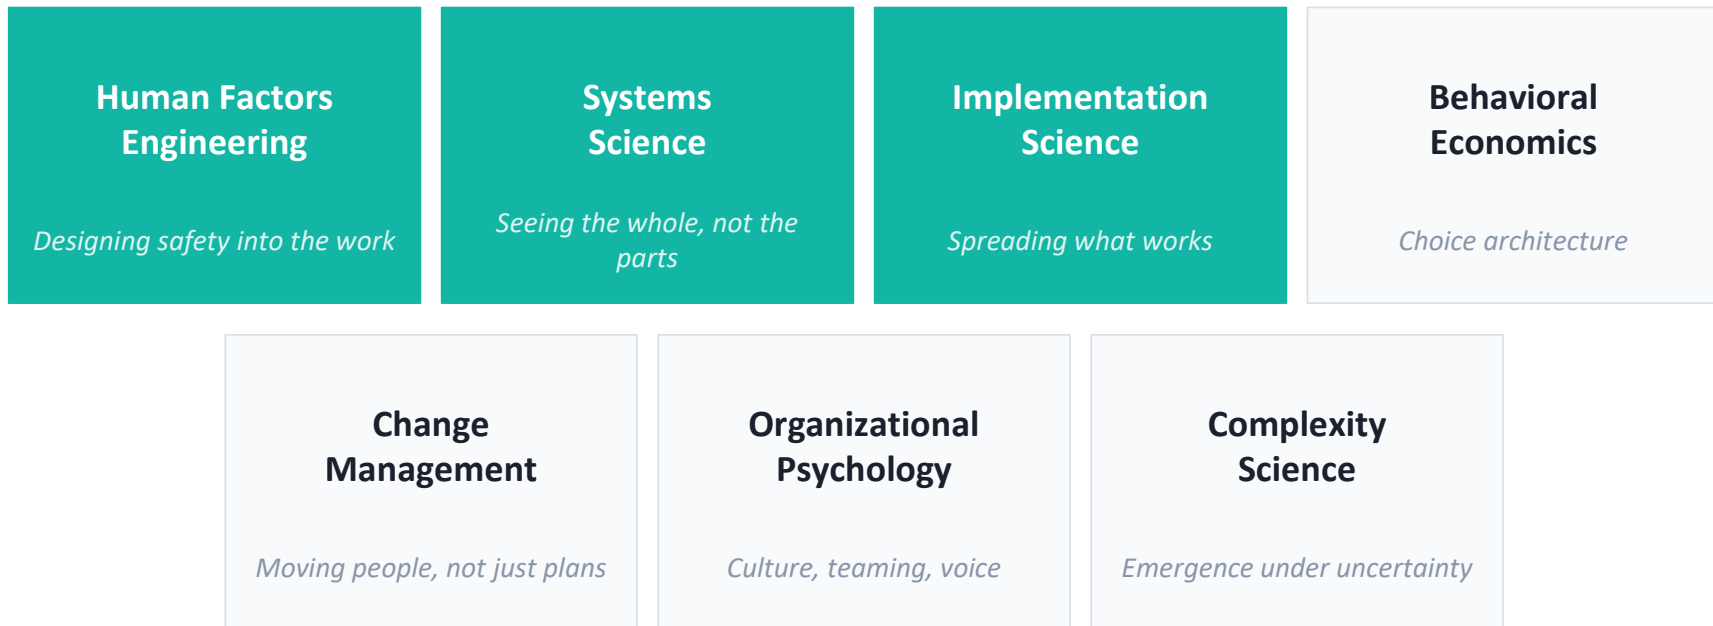 Human Factors
Engineering
Designing safety into the work
Systems
Science
Seeing the whole, not the
parts
Implementation
Science
Spreading what works
Behavioral
Economics
Choice architecture
Change
Management
Moving people, not just plans
Organizational
Psychology
Culture, teaming, voice
Complexity
Science
Emergence under uncertainty